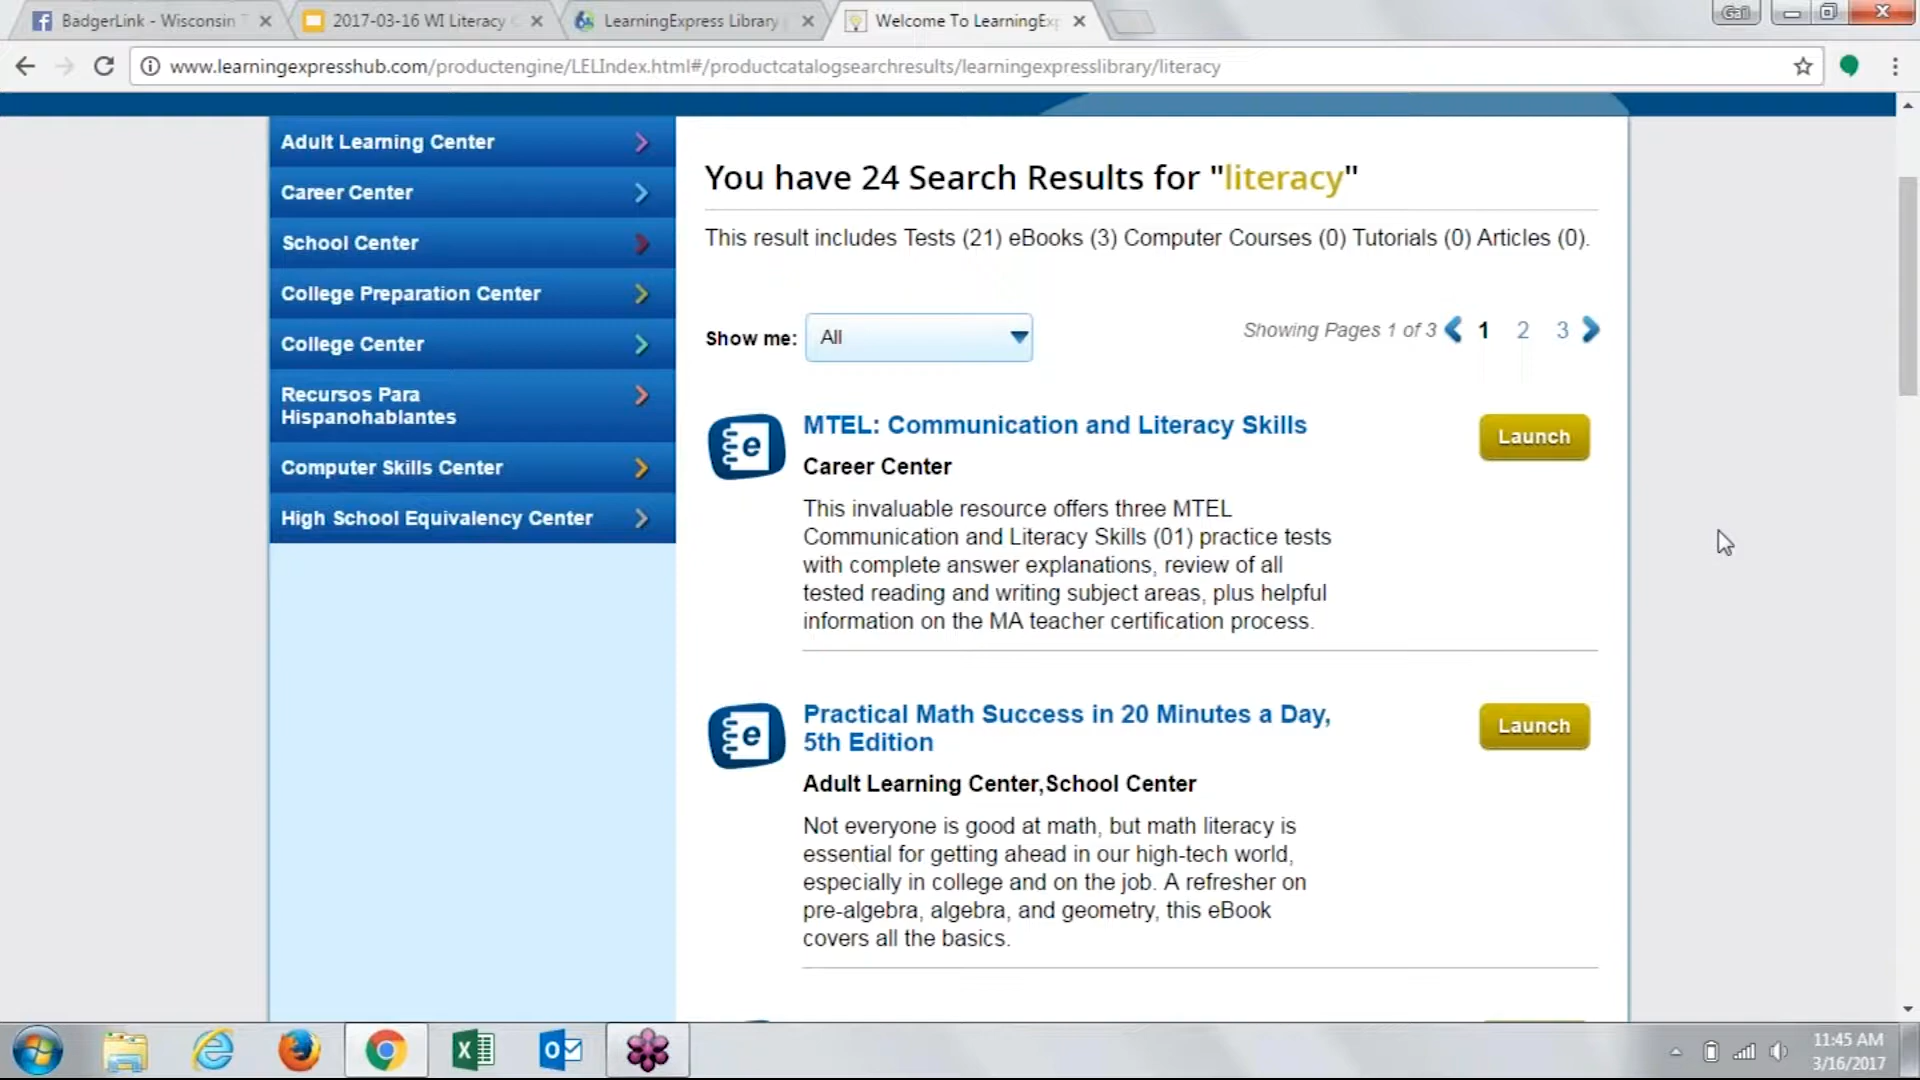 BadgerLink - Wisconsin
2017-03-16 WI Literacy
LearningExpress Library
Welcome To LearningExp
Gail
www.learningexpresshub.com/productengine/LELIndex.html#/productcatalogsearchresults/learningexpresslibrary/literacy
Adult Learning Center
Career Center
School Center
College Preparation Center
College Center
Recursos Para
Hispanohablantes
Computer Skills Center
High School Equivalency Center
You have 24 Search Results for "literacy"
This result includes Tests (21) eBooks (3) Computer Courses (0) Tutorials (0) Articles (0).
Show me: All
Showing Pages 1 of 3 1 2 3
MTEL: Communication and Literacy Skills
Launch
Career Center
This invaluable resource offers three MTEL
Communication and Literacy Skills (01) practice tests
with complete answer explanations, review of all
tested reading and writing subject areas, plus helpful
information on the MA teacher certification process.
Practical Math Success in 20 Minutes a Day,
5th Edition
Launch
Adult Learning Center,School Center
Not everyone is good at math, but math literacy is
essential for getting ahead in our high-tech world,
especially in college and on the job. A refresher on
pre-algebra, algebra, and geometry, this eBook
covers all the basics.
11:45 AM
3/16/2017